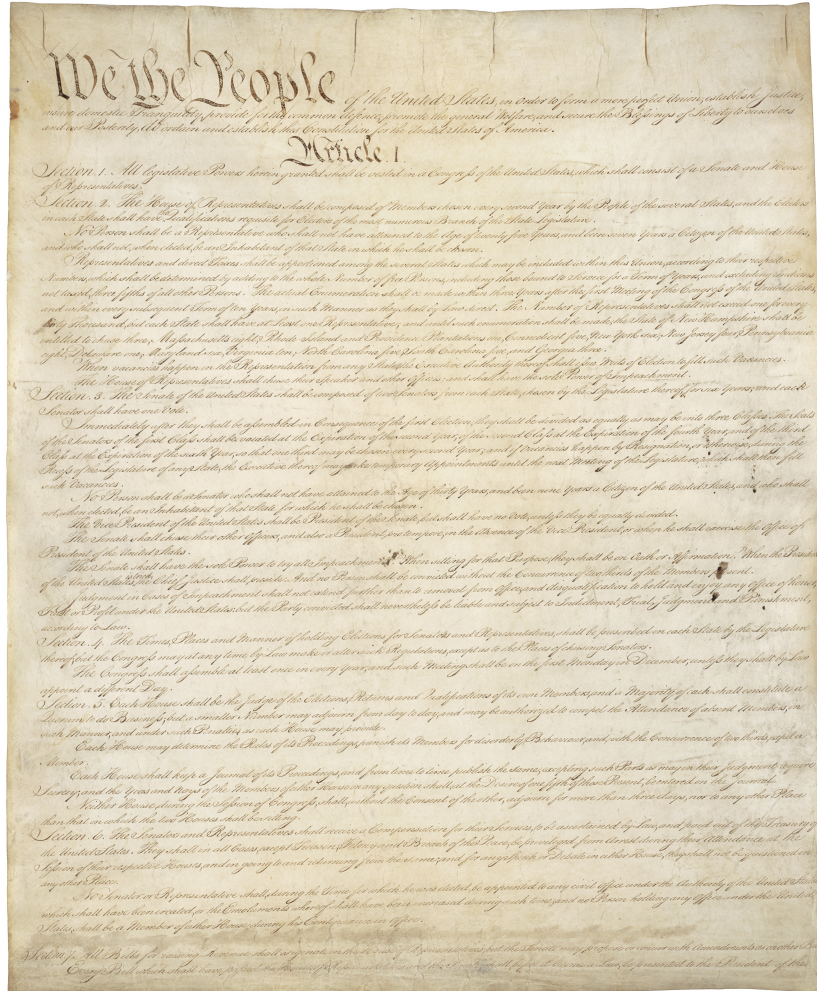 We the People of the United States, in Order to form a more perfect Union, establish Justice,
insure domestic Tranquility, provide for the common defence, promote the general Welfare, and secure the Blessings of Liberty to ourselves
and our Posterity, do ordain and establish this Constitution for the United States of America.
Article. I.
Section. 1. All legislative Powers herein granted shall be vested in a Congress of the United States, which shall consist of a Senate and House
of Representatives.
Section. 2. The House of Representatives shall be composed of Members chosen every second Year by the People of the several States, and the Electors
in each State shall have the Qualifications requisite for Electors of the most numerous Branch of the State Legislature.
No Person shall be a Representative who shall not have attained to the Age of twenty five Years, and been seven Years a Citizen of the United States,
and who shall not, when elected, be an Inhabitant of that State in which he shall be chosen.
Representatives and direct Taxes shall be apportioned among the several States which may be included within this Union, according to their respective
Numbers, which shall be determined by adding to the whole Number of free Persons, including those bound to Service for a Term of Years, and excluding Indians
not taxed, three fifths of all other Persons. The actual Enumeration shall be made within three Years after the first Meeting of the Congress of the United States,
and within every subsequent Term of ten Years, in such Manner as they shall by Law direct. The Number of Representatives shall not exceed one for every
thirty Thousand, but each State shall have at Least one Representative; and until such enumeration shall be made, the State of New Hampshire shall be
entitled to chuse three, Massachusetts eight, Rhode-Island and Providence Plantations one, Connecticut five, New-York six, New Jersey four, Pennsylvania
eight, Delaware one, Maryland six, Virginia ten, North Carolina five, South Carolina five, and Georgia three.
When vacancies happen in the Representation from any State, the Executive Authority thereof shall issue Writs of Election to fill such Vacancies.
The House of Representatives shall chuse their Speaker and other Officers; and shall have the sole Power of Impeachment.
Section. 3. The Senate of the United States shall be composed of two Senators from each State, chosen by the Legislature thereof, for six Years; and each
Senator shall have one Vote.
Immediately after they shall be assembled in Consequence of the first Election, they shall be divided as equally as may be into three Classes. The Seats
of the Senators of the first Class shall be vacated at the Expiration of the second Year, of the second Class at the Expiration of the fourth Year, and of the third
Class at the Expiration of the sixth Year, so that one third may be chosen every second Year; and if Vacancies happen by Resignation, or otherwise, during the
Recess of the Legislature of any State, the Executive thereof may make temporary Appointments until the next Meeting of the Legislature, which shall then fill
such Vacancies.
No Person shall be a Senator who shall not have attained to the Age of thirty Years, and been nine Years a Citizen of the United States, and who shall
not, when elected, be an Inhabitant of that State for which he shall be chosen.
The Vice President of the United States shall be President of the Senate, but shall have no Vote, unless they be equally divided.
The Senate shall chuse their other Officers, and also a President pro tempore, in the Absence of the Vice President, or when he shall exercise the Office of
President of the United States.
The Senate shall have the sole Power to try all Impeachments. When sitting for that Purpose, they shall be on Oath or Affirmation. When the President
of the United States is tried, the Chief Justice shall preside: And no Person shall be convicted without the Concurrence of two thirds of the Members present.
Judgment in Cases of Impeachment shall not extend further than to removal from Office, and disqualification to hold and enjoy any Office of honor,
Trust or Profit under the United States: but the Party convicted shall nevertheless be liable and subject to Indictment, Trial, Judgment and Punishment,
according to Law.
Section. 4. The Times, Places and Manner of holding Elections for Senators and Representatives, shall be prescribed in each State by the Legislature
thereof; but the Congress may at any time by Law make or alter such Regulations, except as to the Places of chusing Senators.
The Congress shall assemble at least once in every Year, and such Meeting shall be on the first Monday in December, unless they shall by Law
appoint a different Day.
Section. 5. Each House shall be the Judge of the Elections, Returns and Qualifications of its own Members, and a Majority of each shall constitute a
Quorum to do Business; but a smaller Number may adjourn from day to day, and may be authorized to compel the Attendance of absent Members, in
such Manner, and under such Penalties as each House may provide.
Each House may determine the Rules of its Proceedings, punish its Members for disorderly Behaviour, and, with the Concurrence of two thirds, expel a
Member.
Each House shall keep a Journal of its Proceedings, and from time to time publish the same, excepting such Parts as may in their Judgment require
Secrecy; and the Yeas and Nays of the Members of either House on any question shall, at the Desire of one fifth of those Present, be entered on the Journal.
Neither House, during the Session of Congress, shall, without the Consent of the other, adjourn for more than three days, nor to any other Place
than that in which the two Houses shall be sitting.
Section. 6. The Senators and Representatives shall receive a Compensation for their Services, to be ascertained by Law, and paid out of the Treasury of
the United States. They shall in all Cases, except Treason, Felony and Breach of the Peace, be privileged from Arrest during their Attendance at the
Session of their respective Houses, and in going to and returning from the same; and for any Speech or Debate in either House, they shall not be questioned in
any other Place.
No Senator or Representative shall, during the Time for which he was elected, be appointed to any civil Office under the Authority of the United States,
which shall have been created, or the Emoluments whereof shall have been encreased during such time; and no Person holding any Office under the United
States, shall be a Member of either House during his Continuance in Office.
Section. 7. All Bills for raising Revenue shall originate in the House of Representatives; but the Senate may propose or concur with Amendments as on other Bills.
Every Bill which shall have passed the House of Representatives and the Senate, shall, before it become a Law, be presented to the President of the